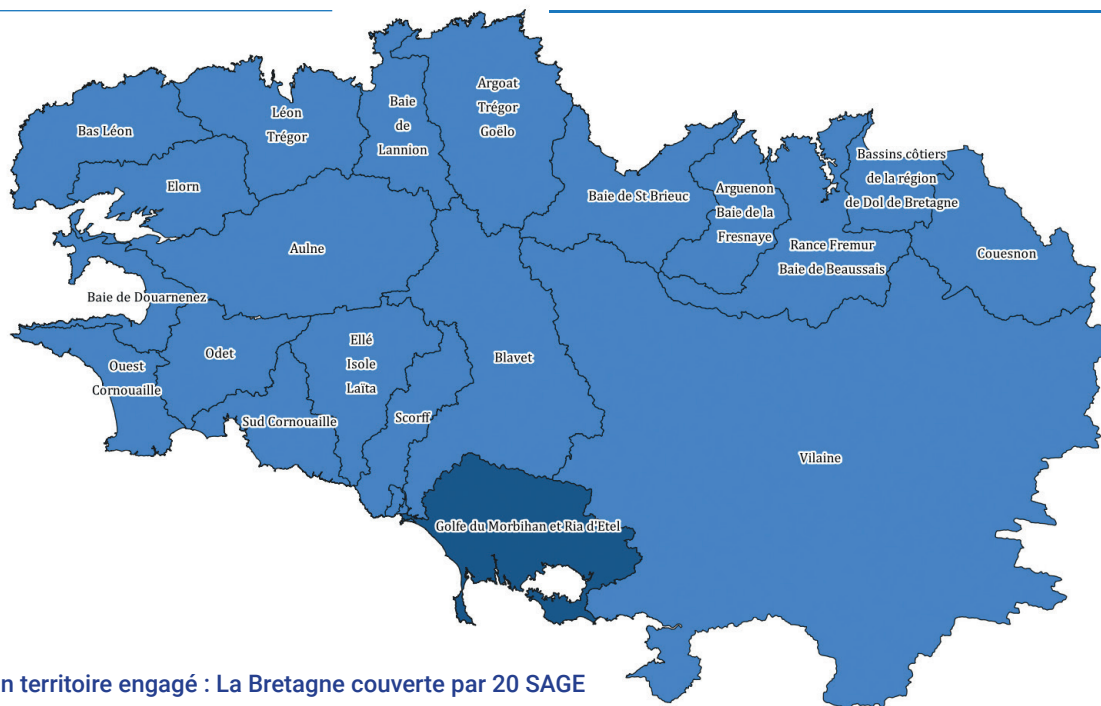 Argoat
Trégor
Goëlo
Baie
de
Lannion
Léon
Trégor
Bas Léon
Elorn
Baie de St Brieuc
Arguenon
Baie de la
Fresnaye
Bassins côtiers
de la région
de Dol de Bretagne
Rance Fremur
Baie de Beaussais
Couesnon
Aulne
Baie de Douarnenez
Odet
Ouest
Cornouaille
Ellé
Isole
Laïta
Blavet
Sud Cornouaille
Scorff
Vilaine
Golfe du Morbihan et Ria d'Etel
n territoire engagé : La Bretagne couverte par 20 SAGE